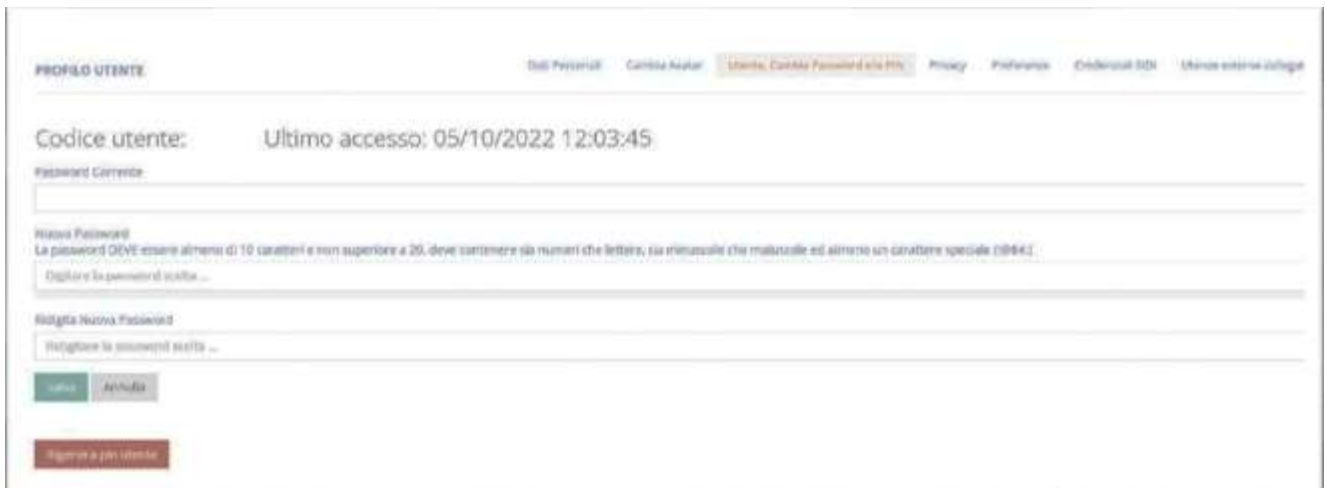 PROFILO UTENTE
Dati Personali Cambia Avatar Utente, Cambio Password e/o PIN Privacy Preferenze Credenziali SIDI Utenze esterne collegat
Codice utente: Ultimo accesso: 05/10/2022 12:03:45
Password Corrente
Nuova Password
La password DEVE essere almeno di 10 caratteri e non superiore a 20, deve contenere sia numeri che lettere, sia minuscole che maiuscole ed almeno un carattere speciale
Digitare la password scelta ...
Ridigita Nuova Password
Ridigitare la password scelta ...
Salva Annulla
Rigenera pin utente